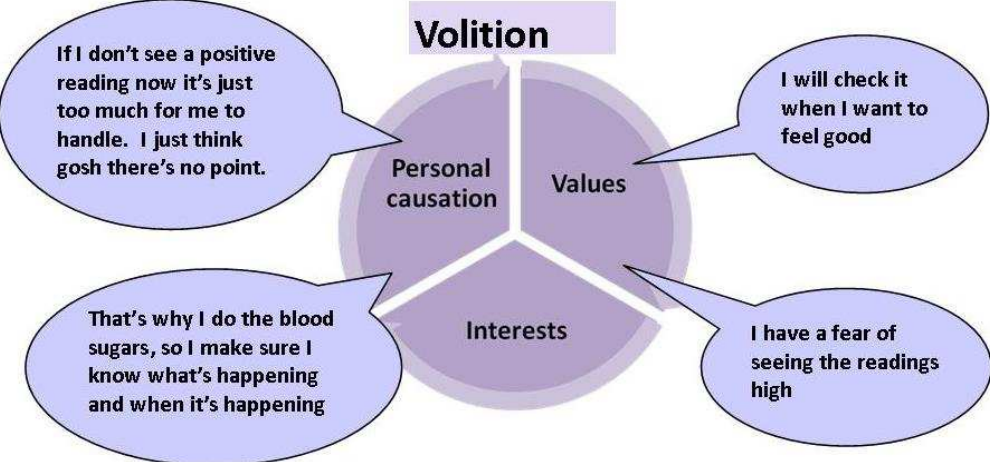 Volition
If I don't see a positive
reading now it's just
too much for me to
handle.  I just think
gosh there's no point.
I will check it
when I want to
feel good
Personal
causation
Values
Interests
That's why I do the blood
sugars, so I make sure I
know what's happening
and when it's happening
I have a fear of
seeing the readings
high